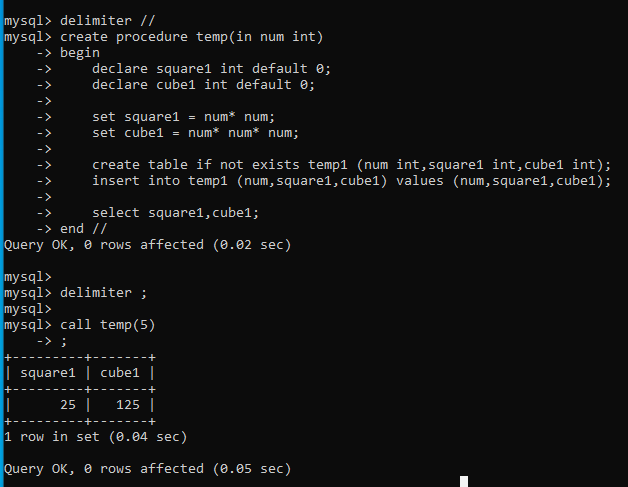 mysql> delimiter //
mysql> create procedure temp(in num int)
    -> begin
    ->     declare square1 int default 0;
    ->     declare cube1 int default 0;
    ->
    ->     set square1 = num* num;
    ->     set cube1 = num* num* num;
    ->
    ->     create table if not exists temp1 (num int,square1 int,cube1 int);
    ->     insert into temp1 (num,square1,cube1) values (num,square1,cube1);
    ->
    ->     select square1,cube1;
    -> end //
Query OK, 0 rows affected (0.02 sec)

mysql>
mysql> delimiter ;
mysql>
mysql> call temp(5)
    -> ;
+---------+-------+
| square1 | cube1 |
+---------+-------+
|      25 |   125 |
+---------+-------+
1 row in set (0.04 sec)

Query OK, 0 rows affected (0.05 sec)